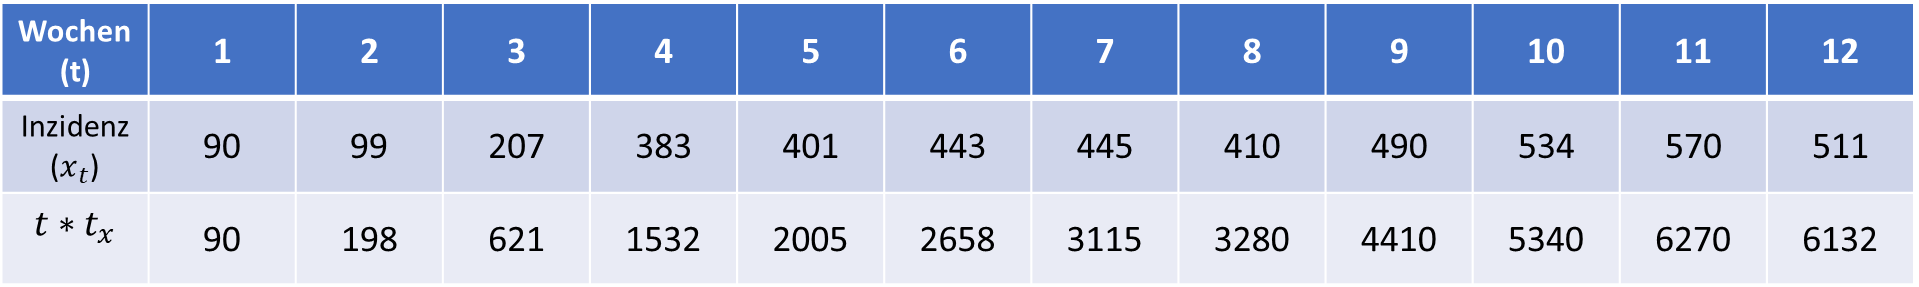 Wochen (t) 1 2 3 4 5 6 7 8 9 10 11 12
Inzidenz (xₜ) 90 99 207 383 401 443 445 410 490 534 570 511
t ∗ tₓ 90 198 621 1532 2005 2658 3115 3280 4410 5340 6270 6132